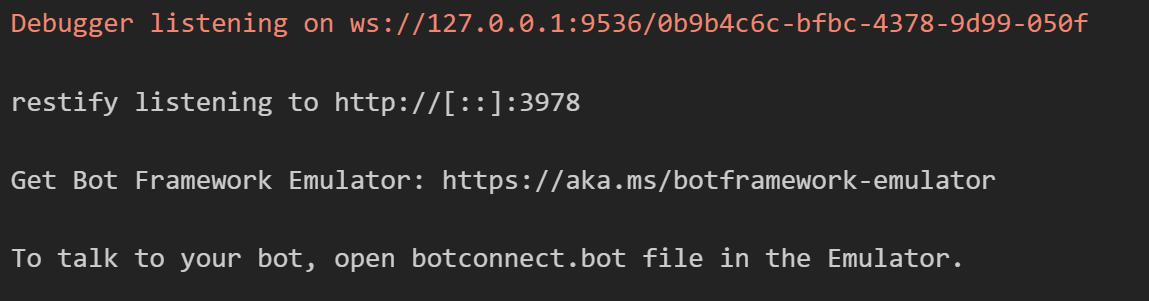 Debugger listening on ws://127.0.0.1:9536/0b9b4c6c-bfbc-4378-9d99-050f
restify listening to http://[::]:3978
Get Bot Framework Emulator: https://aka.ms/botframework-emulator
To talk to your bot, open botconnect.bot file in the Emulator.